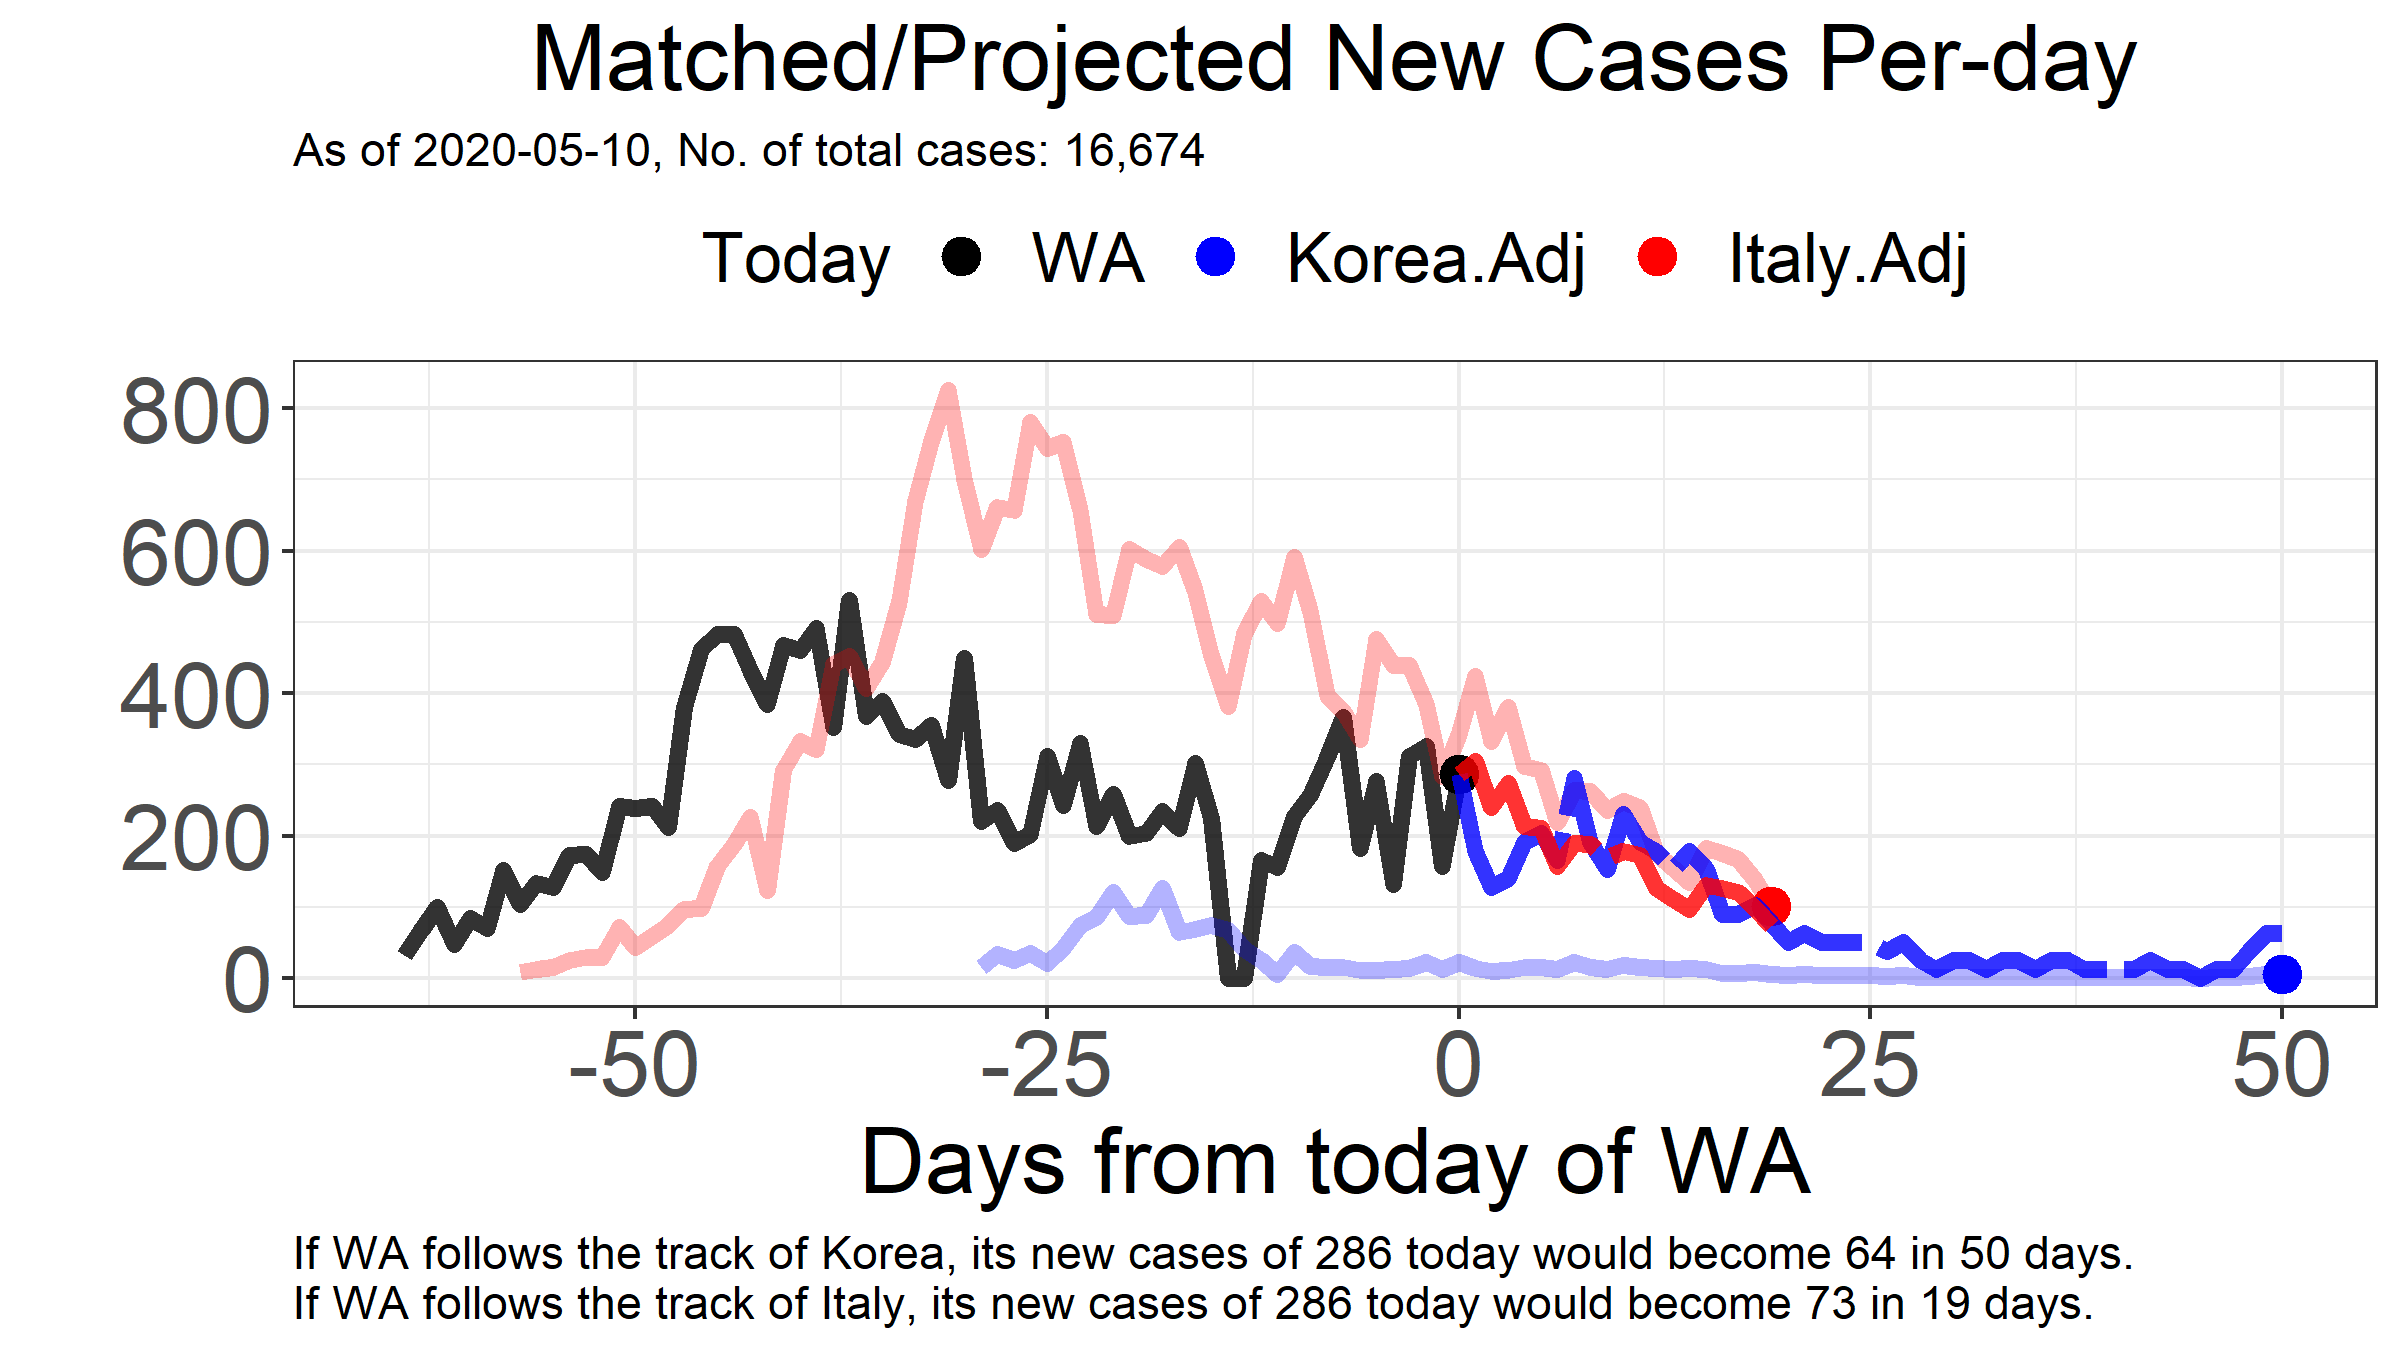 Matched/Projected New Cases Per-day
As of 2020-05-10, No. of total cases: 16,674
Today WA Korea.Adj Italy.Adj
800
600
400
200
0
-50 -25 0 25 50
Days from today of WA
If WA follows the track of Korea, its new cases of 286 today would become 64 in 50 days.
If WA follows the track of Italy, its new cases of 286 today would become 73 in 19 days.